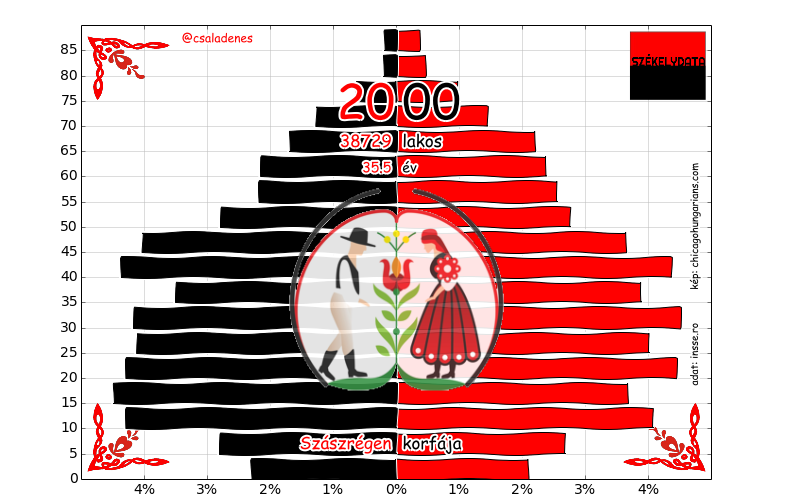 @csaladenes
SZÉKELYDATA
2000
38729 lakos
35.5 év
kép: chicagohungarians.com
adat: insse.ro
Szászrégen korfája
85
80
75
70
65
60
55
50
45
40
35
30
25
20
15
10
5
0
4% 3% 2% 1% 0% 1% 2% 3% 4%